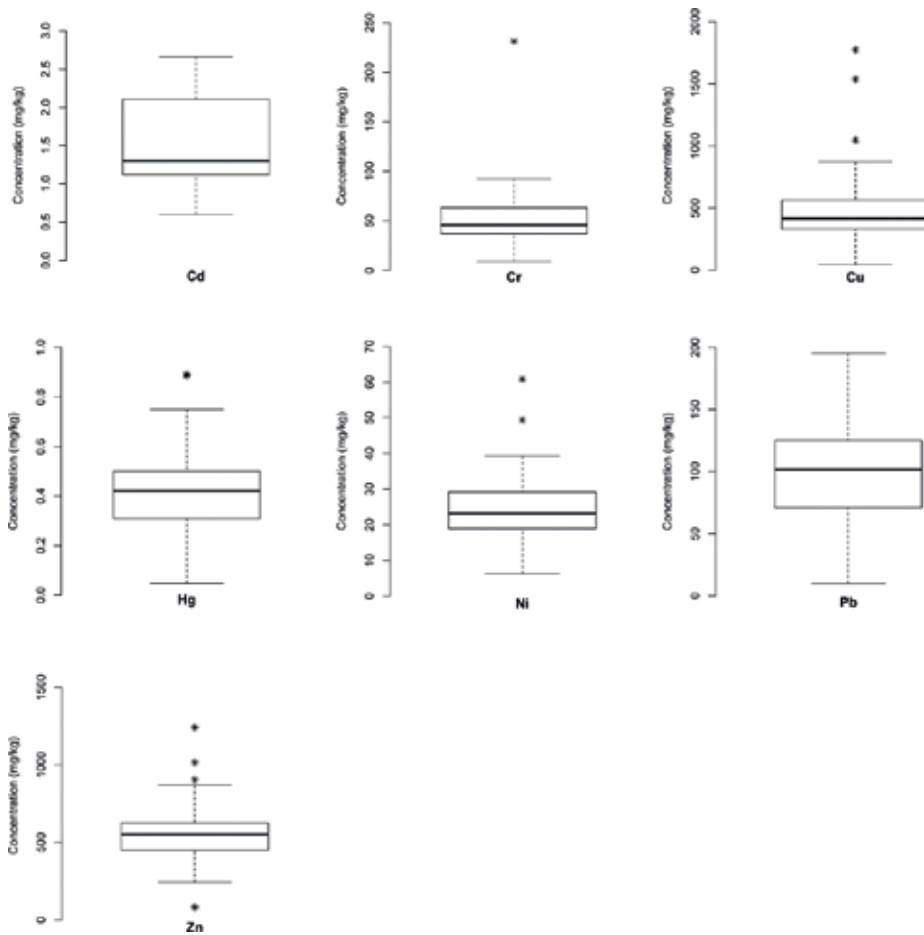 Concentration (mg/kg)
3.0
2.5
2.0
1.5
1.0
0.5
0.0
Cd
Concentration (mg/kg)
250
200
150
100
50
0
Cr
Concentration (mg/kg)
2000
1500
1000
500
0
Cu
Concentration (mg/kg)
1.0
0.8
0.6
0.4
0.2
0.0
Hg
Concentration (mg/kg)
70
60
50
40
30
20
10
0
Ni
Concentration (mg/kg)
200
150
100
50
0
Pb
Concentration (mg/kg)
1500
1000
500
0
Zn